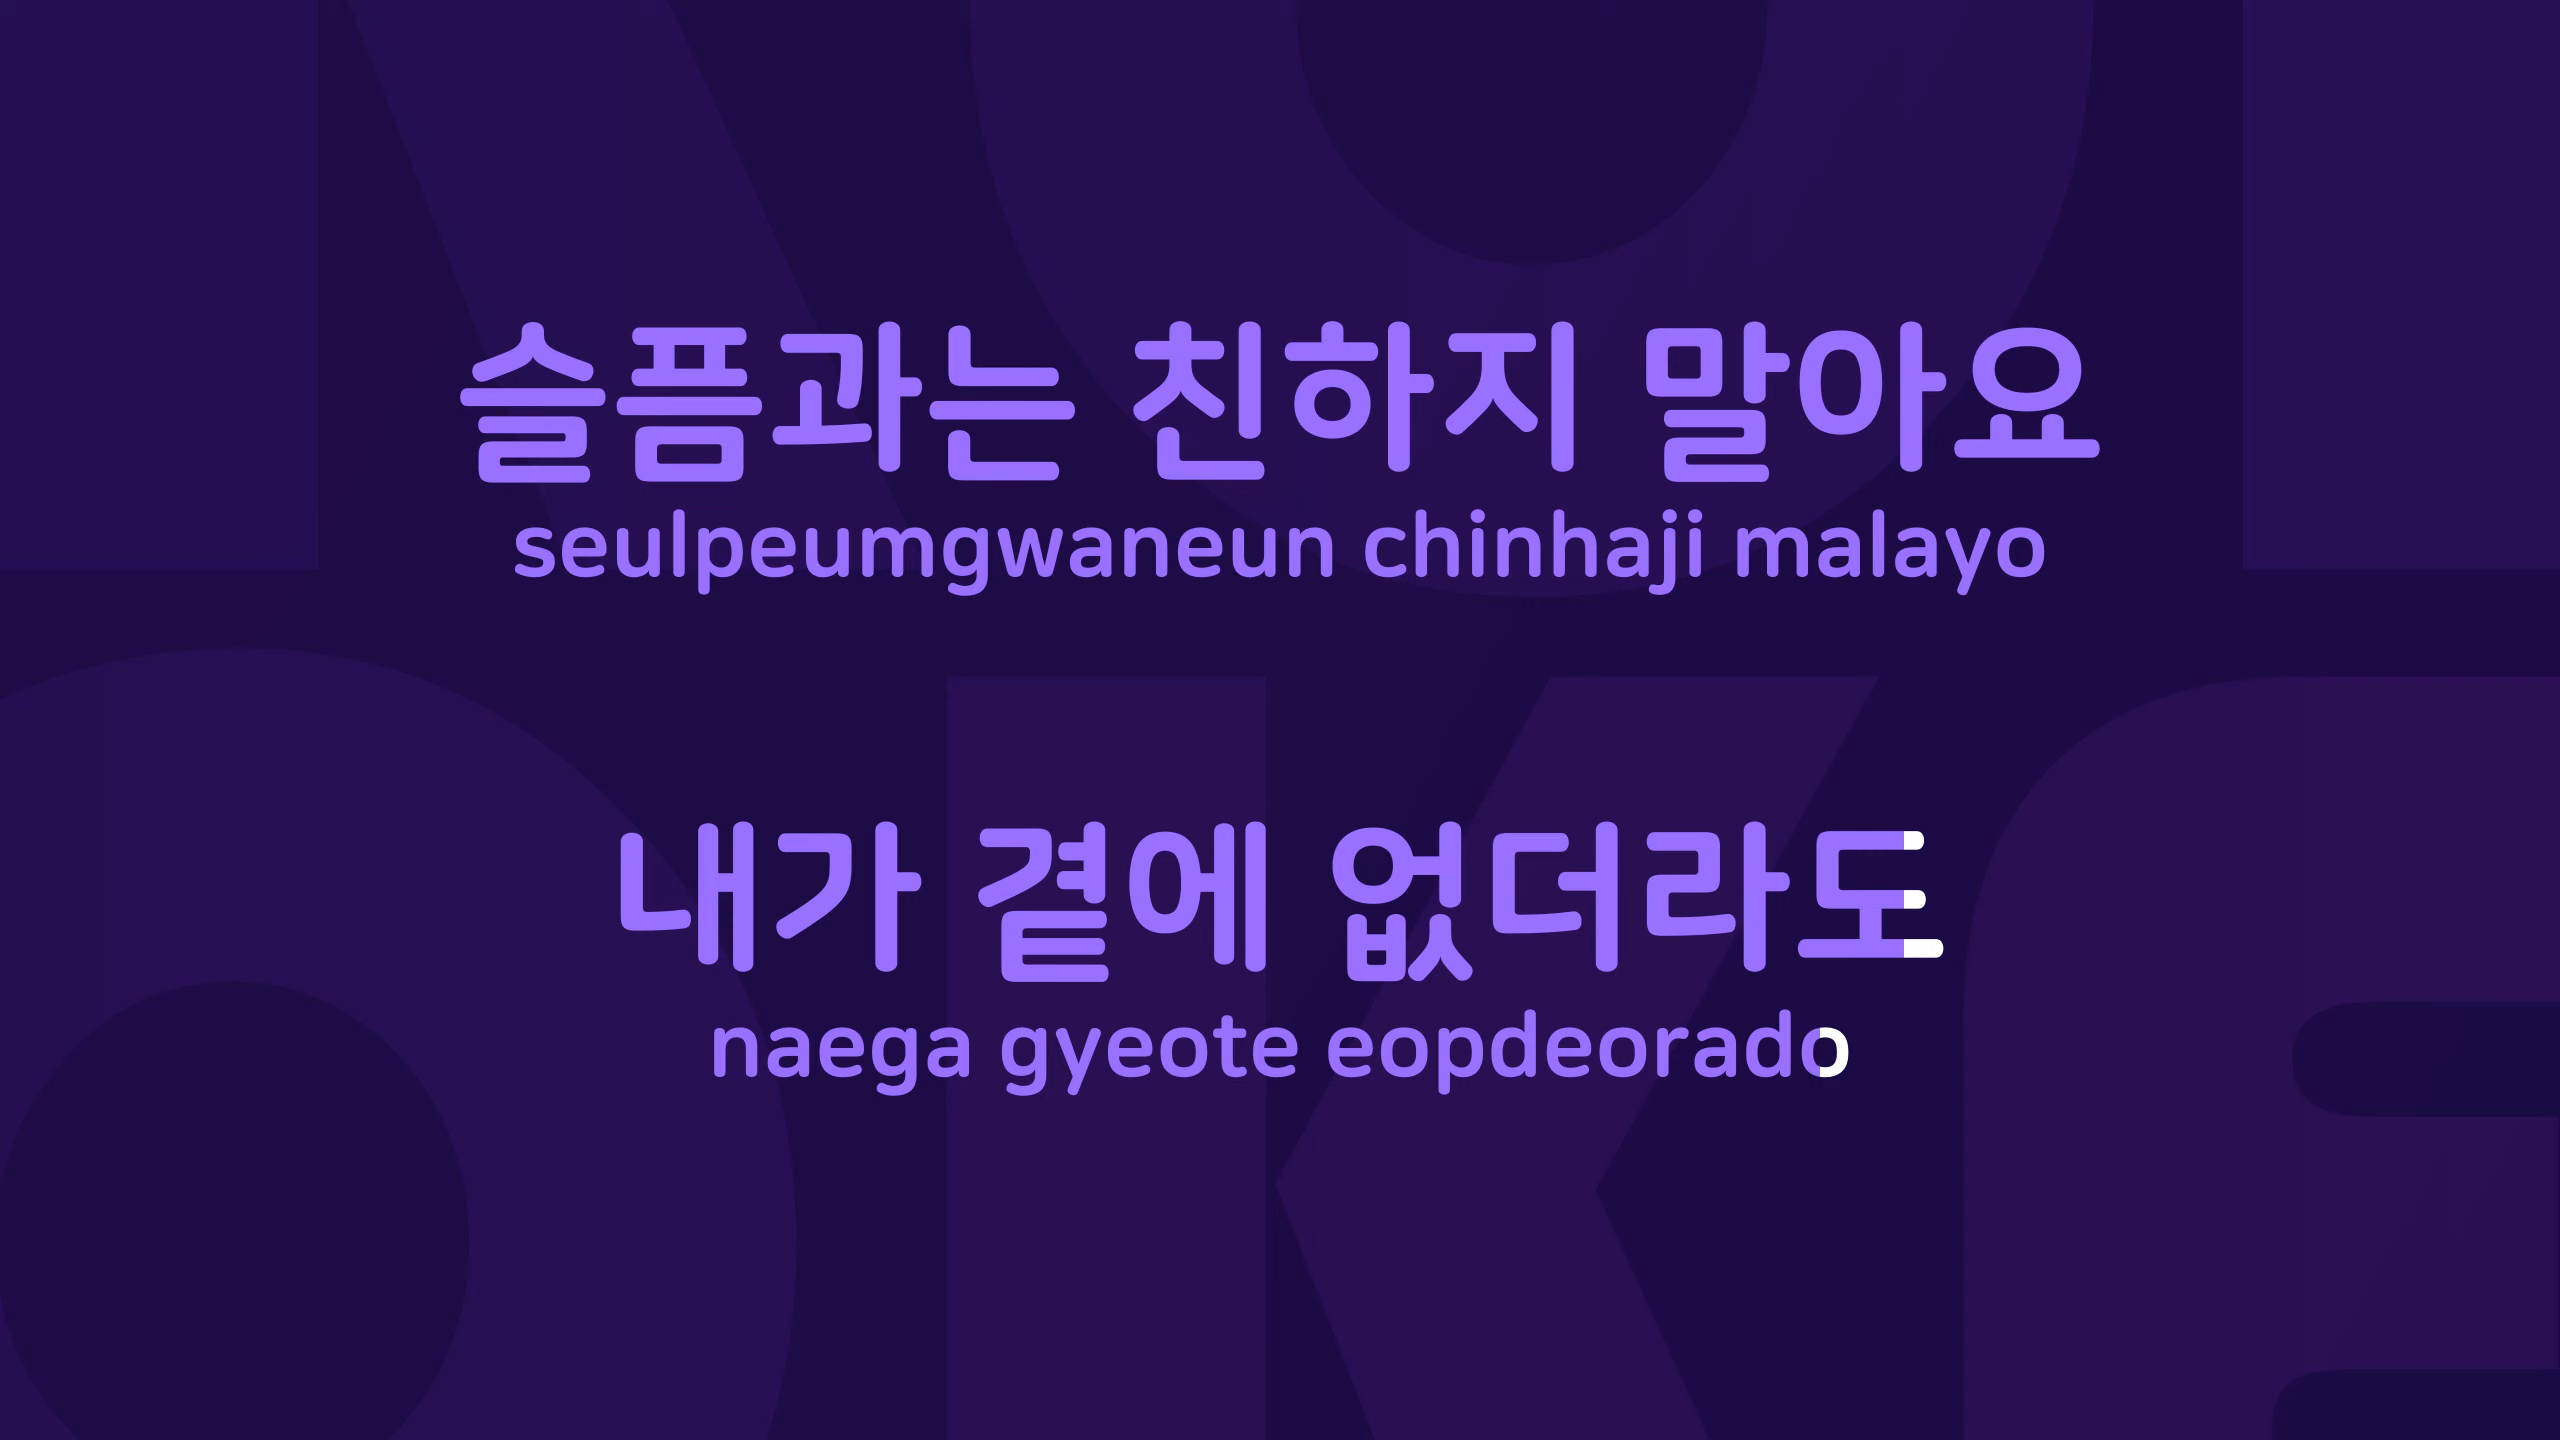 슬픔과는 친하지 말아요
seulpeumgwaneun chinhaji malayo
내가 곁에 없더라도
naega gyeote eopdeorado